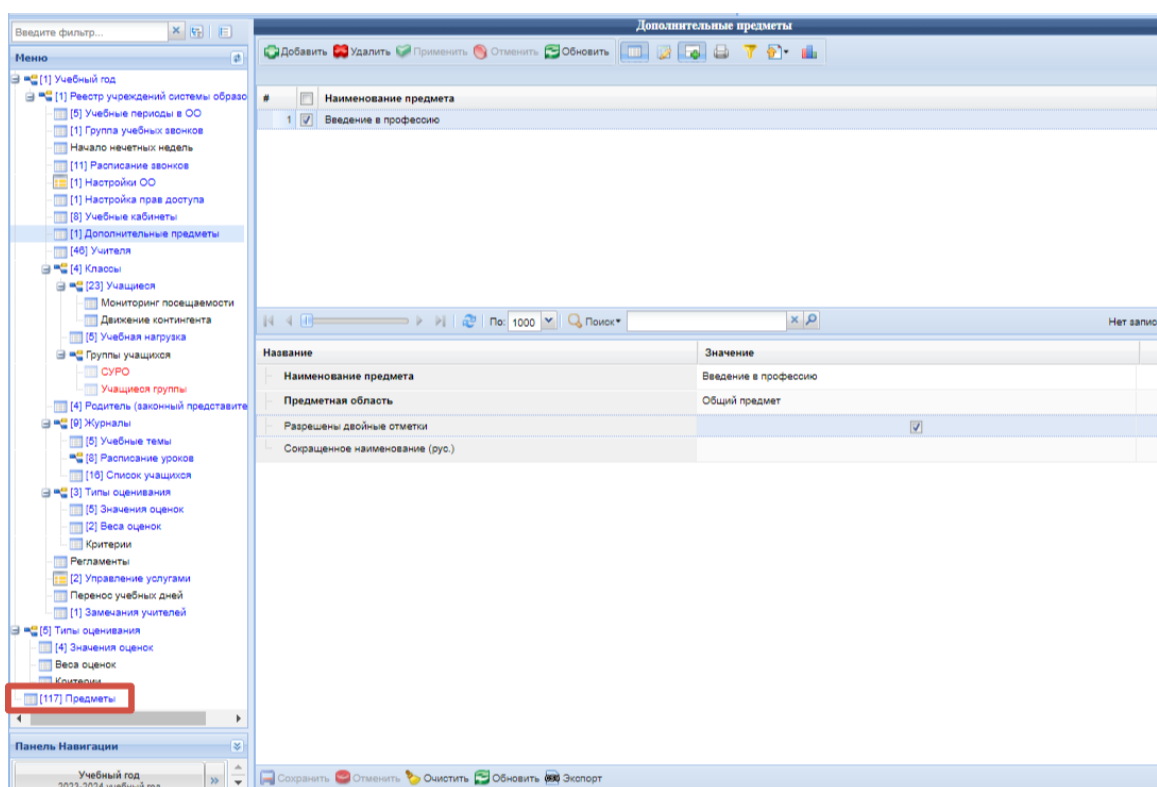 Дополнительные предметы
Введите фильтр...
Меню
[1] Учебный год
[1] Реестр учреждений системы образо
[5] Учебные периоды в ОО
[1] Группа учебных звонков
Начало нечетных недель
[11] Расписание звонков
[1] Настройки ОО
[1] Настройка прав доступа
[8] Учебные кабинеты
[1] Дополнительные предметы
[46] Учителя
[4] Классы
[23] Учащиеся
Мониторинг посещаемости
Движение контингента
[5] Учебная нагрузка
Группы учащихся
СУРО
Учащиеся группы
[4] Родитель (законный представите
[9] Журналы
[5] Учебные темы
[8] Расписание уроков
[16] Список учащихся
[3] Типы оценивания
[5] Значения оценок
[2] Веса оценок
Критерии
Регламенты
[2] Управление услугами
Перенос учебных дней
[1] Замечания учителей
[5] Типы оценивания
[4] Значения оценок
Веса оценок
Критерии
[117] Предметы
Панель Навигации
Учебный год
2023-2024 учебный год
Добавить Удалить Применить Отменить Обновить
# Наименование предмета
1 Введение в профессию
По: 1000 Поиск Нет запис
Название Значение
Наименование предмета Введение в профессию
Предметная область Общий предмет
Разрешены двойные отметки
Сокращенное наименование (рус.)
Сохранить Отменить Очистить Обновить Экспорт